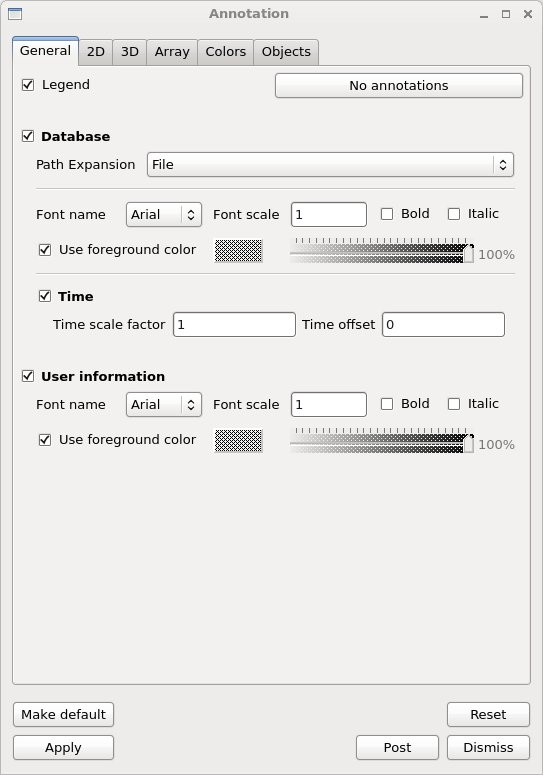 Annotation
General 2D 3D Array Colors Objects
Legend No annotations
Database
Path Expansion File
Font name Arial Font scale 1 Bold Italic
Use foreground color 100%
Time
Time scale factor 1 Time offset 0
User information
Font name Arial Font scale 1 Bold Italic
Use foreground color 100%
Make default Reset
Apply Post Dismiss